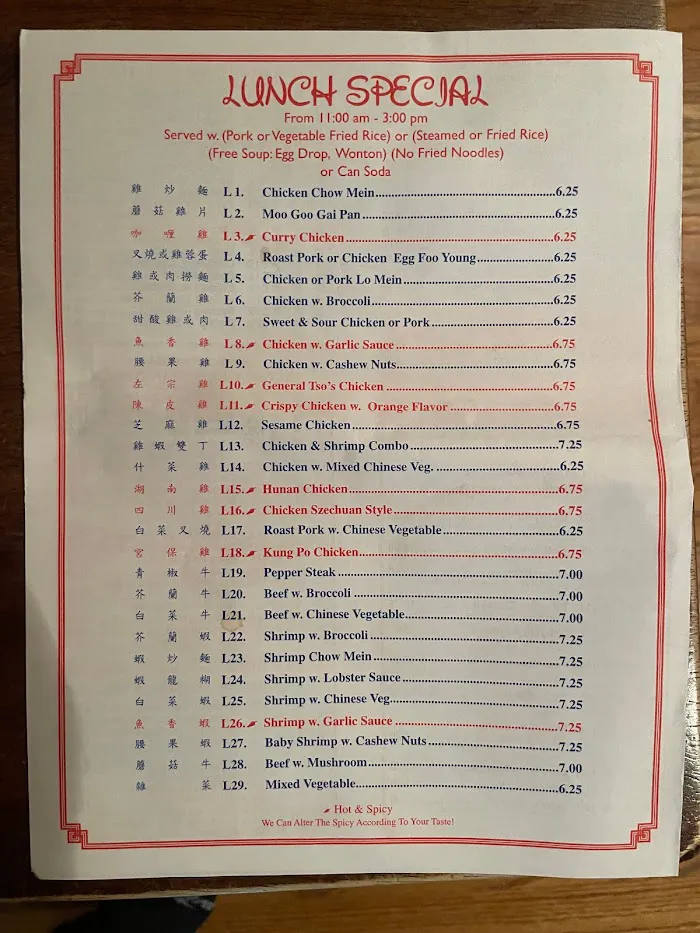 LUNCH SPECIAL
From 11:00 am - 3:00 pm
Served w. (Pork or Vegetable Fried Rice) or (Steamed or Fried Rice)
(Free Soup: Egg Drop, Wonton) (No Fried Noodles)
or Can Soda
雞炒麵 L 1. Chicken Chow Mein 6.25
蘑菇雞片 L 2. Moo Goo Gai Pan 6.25
咖喱雞 L 3. Curry Chicken 6.25
叉燒或雞蓉蛋 L 4. Roast Pork or Chicken Egg Foo Young 6.25
雞或肉撈麵 L 5. Chicken or Pork Lo Mein 6.25
芥蘭雞 L 6. Chicken w. Broccoli 6.25
甜酸雞或肉 L 7. Sweet & Sour Chicken or Pork 6.25
魚香雞 L 8. Chicken w. Garlic Sauce 6.75
腰果雞 L 9. Chicken w. Cashew Nuts 6.75
左宗雞 L10. General Tso's Chicken 6.75
陳皮雞 L11. Crispy Chicken w. Orange Flavor 6.75
芝麻雞 L12. Sesame Chicken 6.75
雞蝦雙丁 L13. Chicken & Shrimp Combo 7.25
什菜雞 L14. Chicken w. Mixed Chinese Veg. 6.25
湖南雞 L15. Hunan Chicken 6.75
四川雞 L16. Chicken Szechuan Style 6.75
白菜叉燒 L17. Roast Pork w. Chinese Vegetable 6.25
宮保雞 L18. Kung Po Chicken 6.75
青椒牛 L19. Pepper Steak 7.00
芥蘭牛 L20. Beef w. Broccoli 7.00
白菜牛 L21. Beef w. Chinese Vegetable 7.00
芥蘭蝦 L22. Shrimp w. Broccoli 7.25
蝦炒麵 L23. Shrimp Chow Mein 7.25
蝦龍糊 L24. Shrimp w. Lobster Sauce 7.25
白菜蝦 L25. Shrimp w. Chinese Veg. 7.25
魚香蝦 L26. Shrimp w. Garlic Sauce 7.25
腰果蝦 L27. Baby Shrimp w. Cashew Nuts 7.25
蘑菇牛 L28. Beef w. Mushroom 7.00
雜菜 L29. Mixed Vegetable 6.25
Hot & Spicy
We Can Alter The Spicy According To Your Taste!